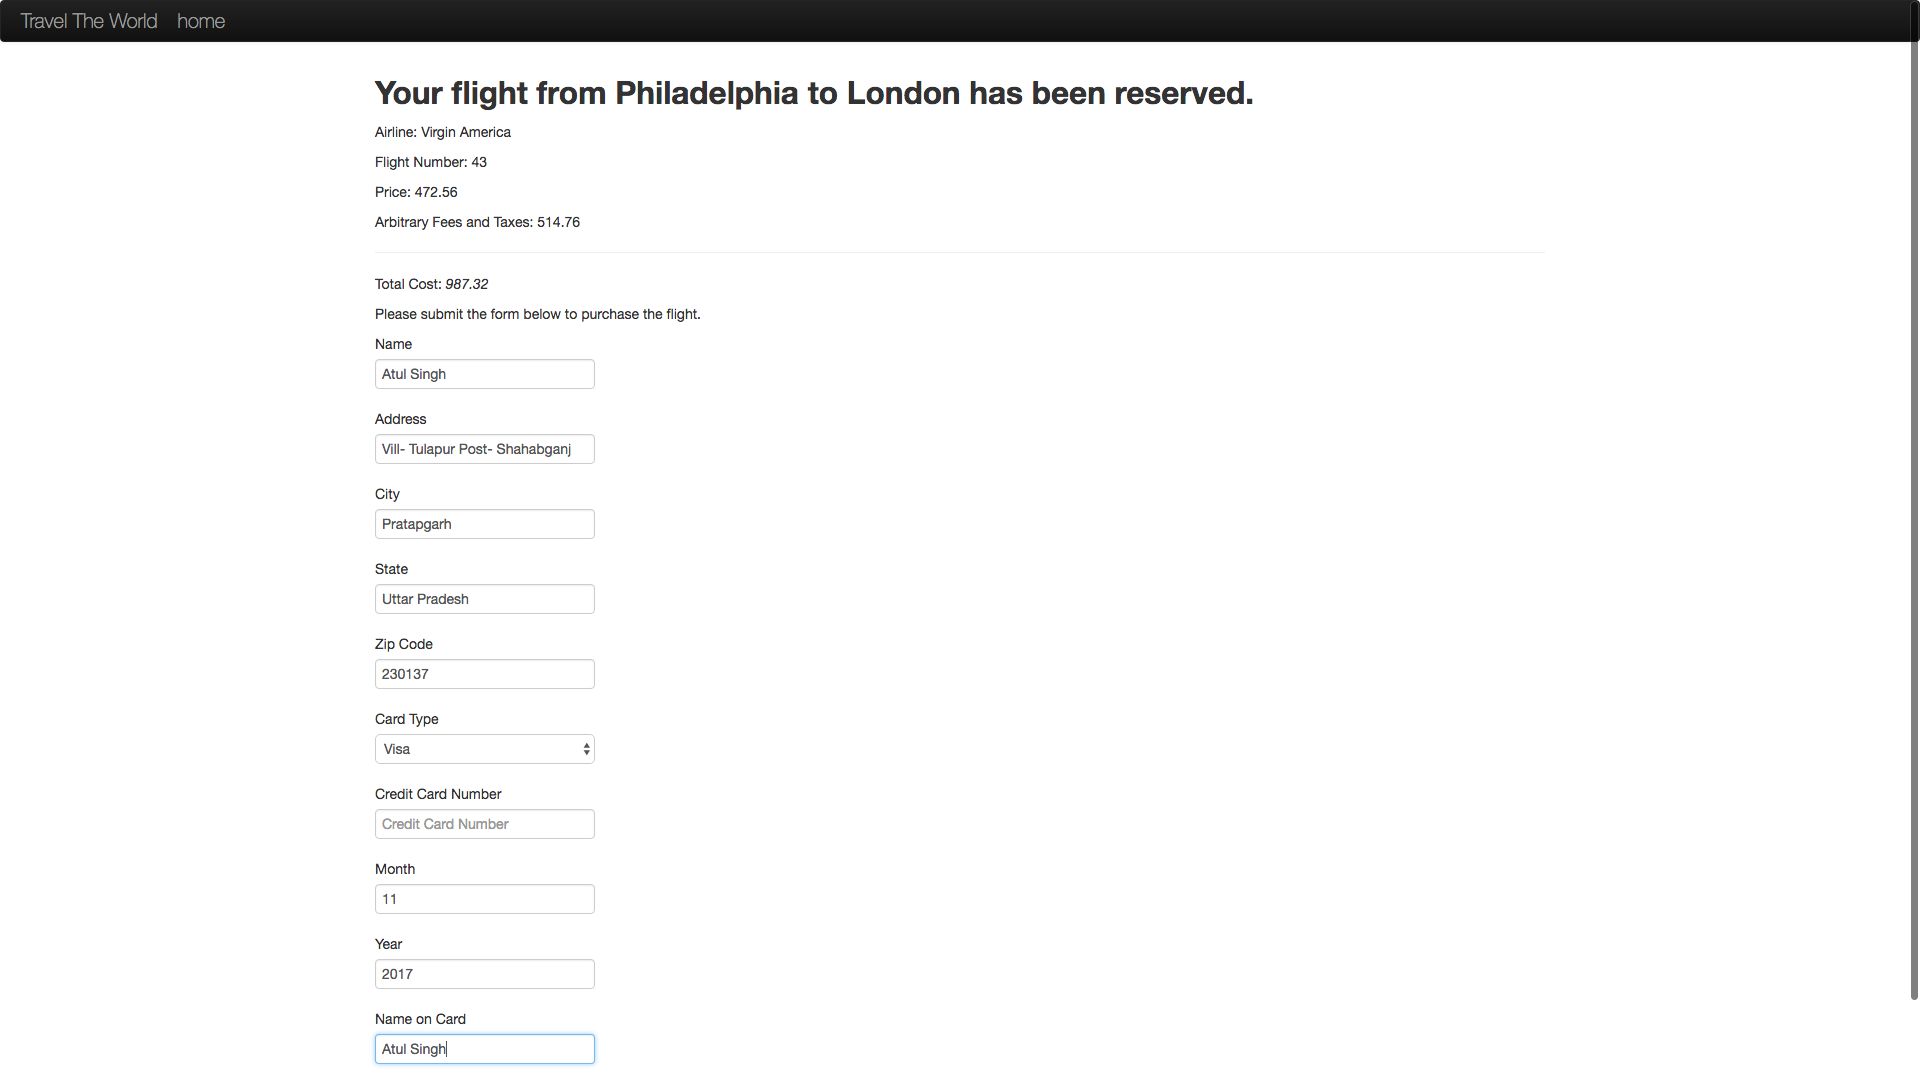 Travel The World home
Your flight from Philadelphia to London has been reserved.
Airline: Virgin America
Flight Number: 43
Price: 472.56
Arbitrary Fees and Taxes: 514.76
Total Cost: 987.32
Please submit the form below to purchase the flight.
Name
Atul Singh
Address
Vill- Tulapur Post- Shahabganj
City
Pratapgarh
State
Uttar Pradesh
Zip Code
230137
Card Type
Visa
Credit Card Number
Credit Card Number
Month
11
Year
2017
Name on Card
Atul Singh